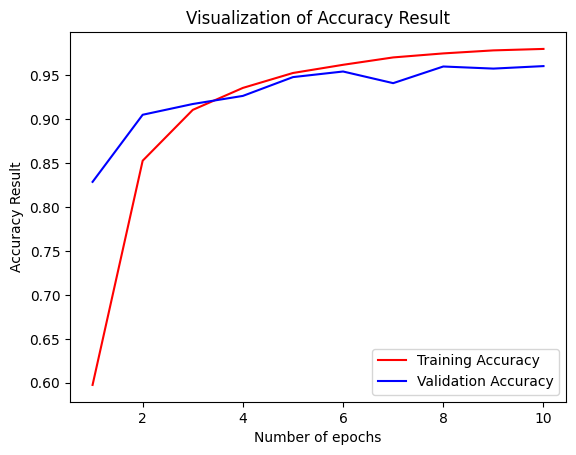 Visualization of Accuracy Result
Accuracy Result
0.95
0.90
0.85
0.80
0.75
0.70
0.65
0.60
Training Accuracy
Validation Accuracy
2 4 6 8 10
Number of epochs